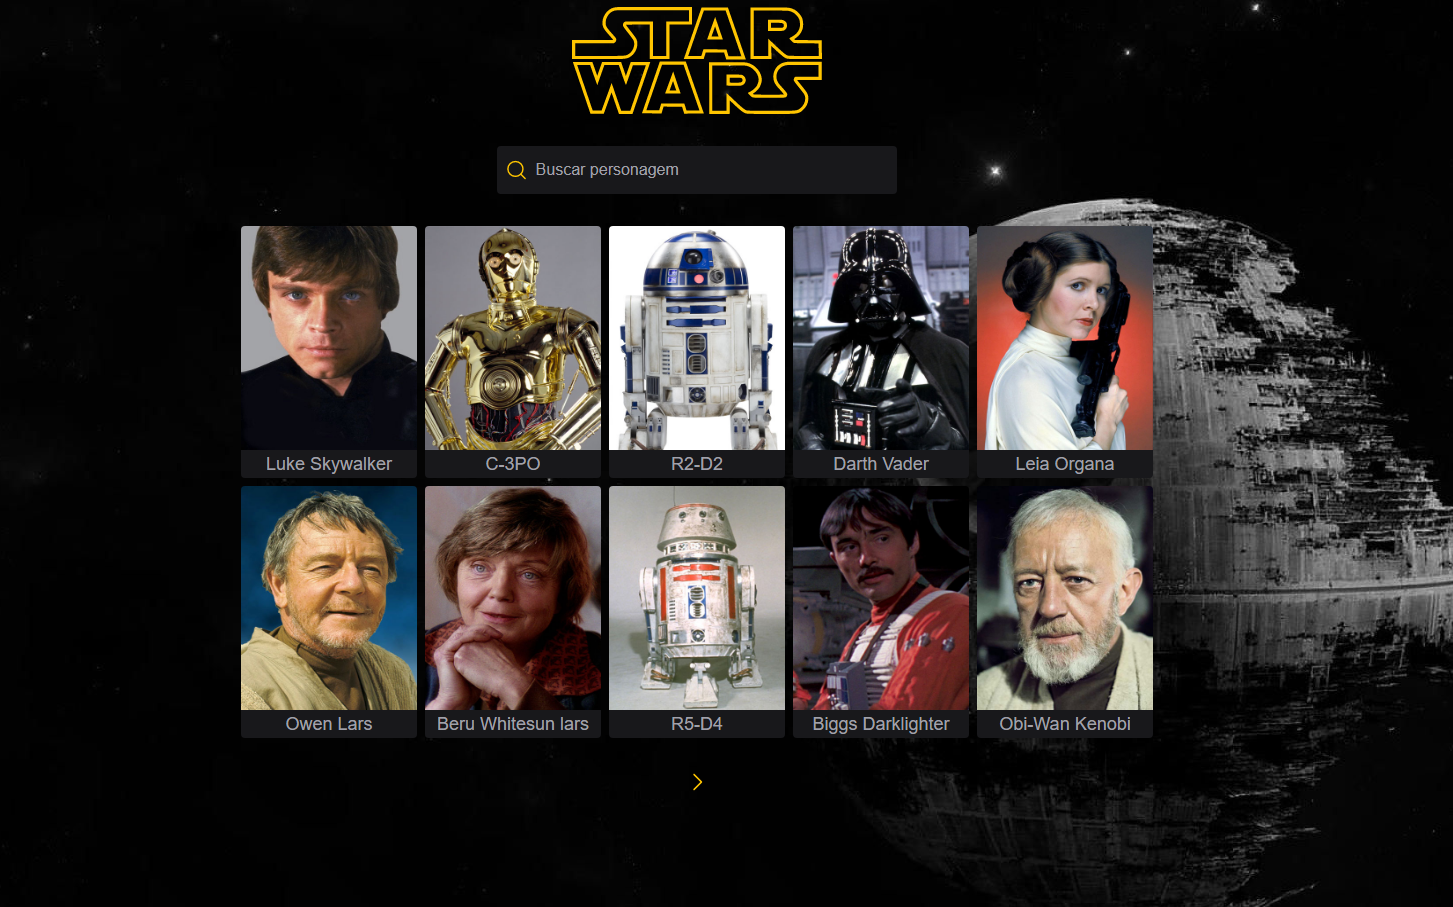 STAR
WARS
Buscar personagem
Luke Skywalker
C-3PO
R2-D2
Darth Vader
Leia Organa
Owen Lars
Beru Whitesun lars
R5-D4
Biggs Darklighter
Obi-Wan Kenobi